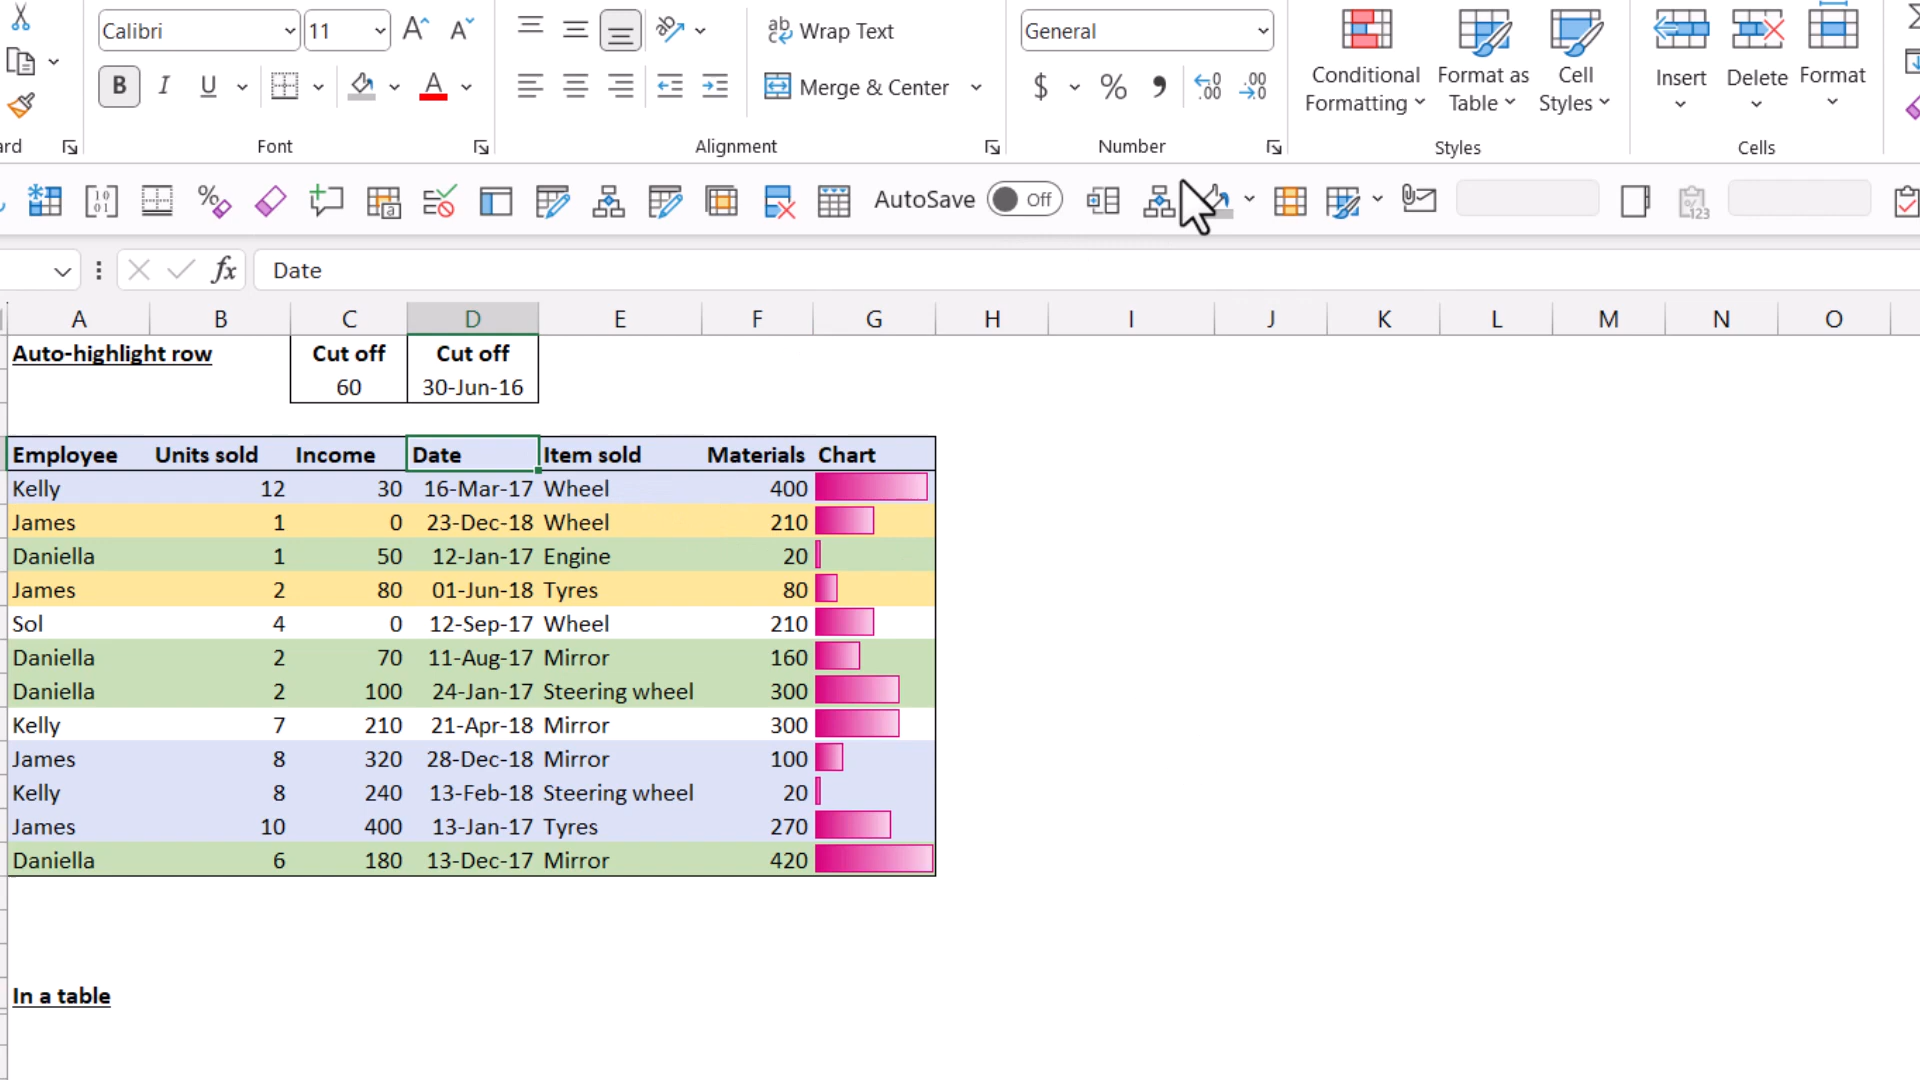 Calibri 11 A A ab Wrap Text General
B I U A Merge & Center $ % 9 .00 .00
Conditional Formatting Format as Table Cell Styles Insert Delete Format
ard Font Alignment Number Styles Cells
AutoSave Off
fx Date
A B C D E F G H I J K L M N O
Auto-highlight row Cut off Cut off
60 30-Jun-16
Employee Units sold Income Date Item sold Materials Chart
Kelly 12 30 16-Mar-17 Wheel 400
James 1 0 23-Dec-18 Wheel 210
Daniella 1 50 12-Jan-17 Engine 20
James 2 80 01-Jun-18 Tyres 80
Sol 4 0 12-Sep-17 Wheel 210
Daniella 2 70 11-Aug-17 Mirror 160
Daniella 2 100 24-Jan-17 Steering wheel 300
Kelly 7 210 21-Apr-18 Mirror 300
James 8 320 28-Dec-18 Mirror 100
Kelly 8 240 13-Feb-18 Steering wheel 20
James 10 400 13-Jan-17 Tyres 270
Daniella 6 180 13-Dec-17 Mirror 420
In a table